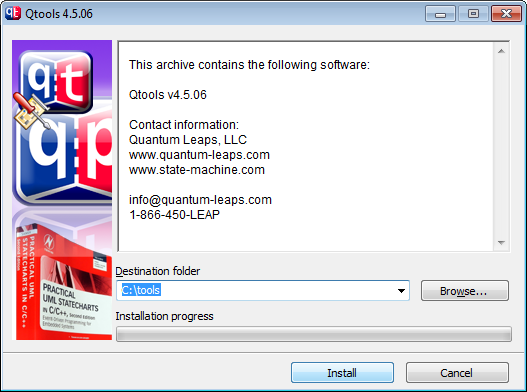 Qtools 4.5.06
qt
qt
qp
This archive contains the following software:
Qtools v4.5.06
Contact information:
Quantum Leaps, LLC
www.quantum-leaps.com
www.state-machine.com
info@quantum-leaps.com
1-866-450-LEAP
PRACTICAL UML
STATECHARTS
IN C/C++
PRACTICAL
UML STATECHARTS
IN C/C++, Second Edition
Event-Driven Programming for
Embedded Systems
Destination folder
C:\tools
Browse...
Installation progress
Install
Cancel